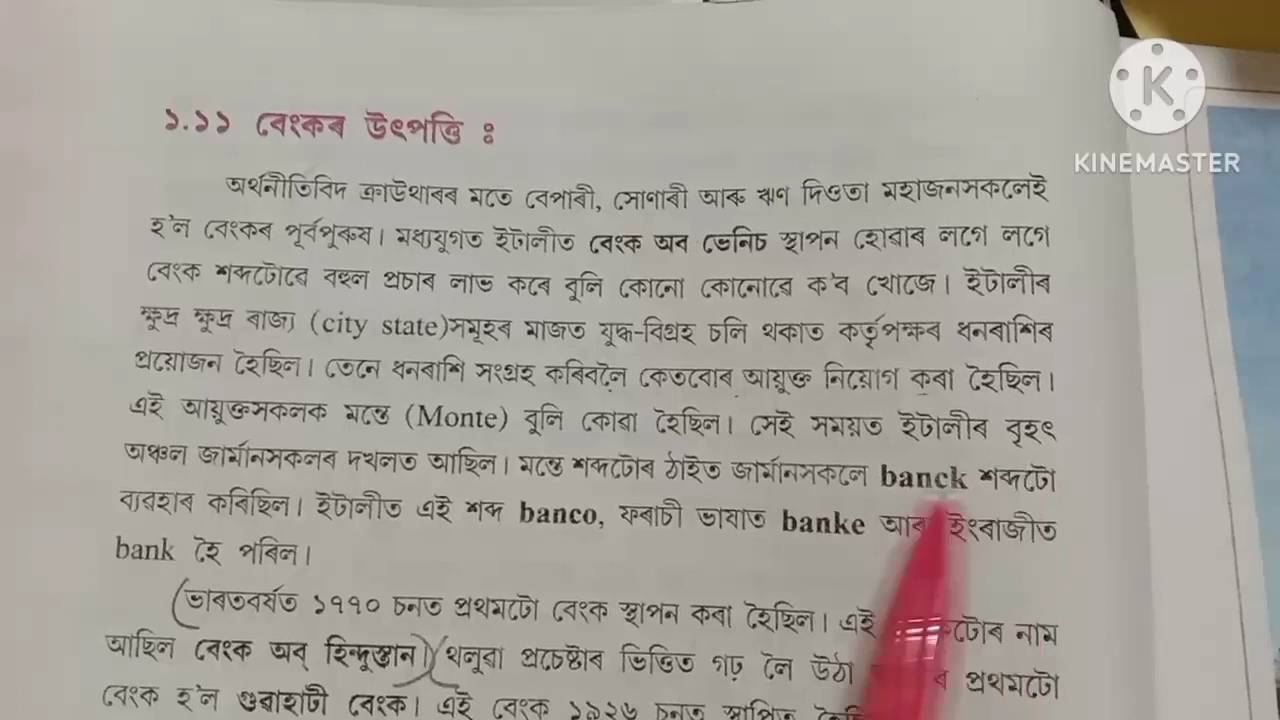 ১.১১ বেংকৰ উৎপত্তি :
অৰ্থনীতিবিদ ক্ৰাউথাৰৰ মতে বেপাৰী, সোণাৰী আৰু ঋণ দিওতা মহাজনসকলেই
হ'ল বেংকৰ পূৰ্বপুৰুষ। মধ্যযুগত ইটালীত বেংক অব ভেনিচ স্থাপন হোৱাৰ লগে লগে
বেংক শব্দটোৱে বহুল প্ৰচাৰ লাভ কৰে বুলি কোনো কোনোৱে ক'ব খোজে। ইটালীৰ
ক্ষুদ্ৰ ক্ষুদ্ৰ ৰাজ্য (city state)সমূহৰ মাজত যুদ্ধ-বিগ্ৰহ চলি থকাত কৰ্তৃপক্ষৰ ধনৰাশিৰ
প্ৰয়োজন হৈছিল। তেনে ধনৰাশি সংগ্ৰহ কৰিবলৈ কেতবোৰ আয়ুক্ত নিয়োগ কৰা হৈছিল।
এই আয়ুক্তসকলক মন্তে (Monte) বুলি কোৱা হৈছিল। সেই সময়ত ইটালীৰ বৃহৎ
অঞ্চল জাৰ্মানসকলৰ দখলত আছিল। মন্তে শব্দটোৰ ঠাইত জাৰ্মানসকলে banck শব্দটো
ব্যৱহাৰ কৰিছিল। ইটালীত এই শব্দ banco, ফৰাচী ভাষাত banke আৰু ইংৰাজীত
bank হৈ পৰিল।
(ভাৰতবৰ্ষত ১৭৭০ চনত প্ৰথমটো বেংক স্থাপন কৰা হৈছিল। এই নাম
আছিল বেংক অব্ হিন্দুস্তান)(থলুৱা প্ৰচেষ্টাৰ ভিত্তিত গঢ় লৈ উঠা প্ৰথমটো
বেংক হ'ল গুৱাহাটী বেংক। এই বেংক ১৯২৬ চনত স্থাপিত
KINEMASTER